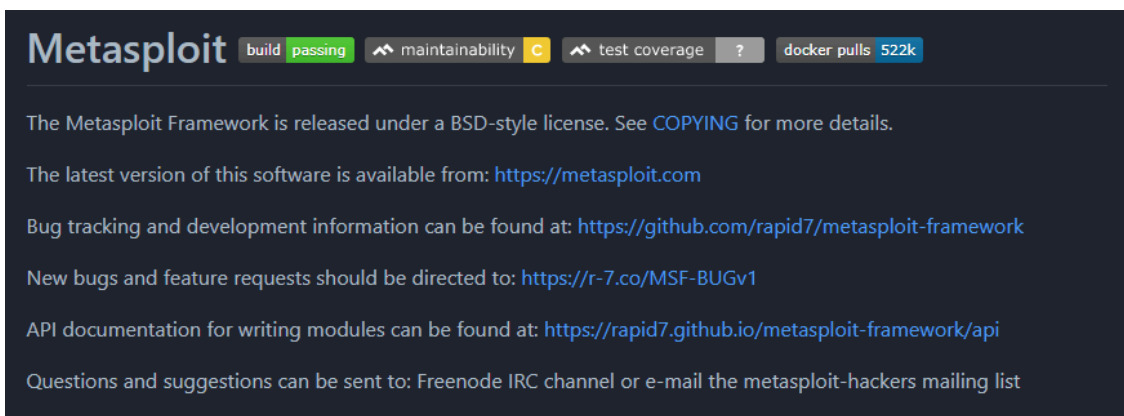 Metasploit build passing maintainability C test coverage ? docker pulls 522k
The Metasploit Framework is released under a BSD-style license. See COPYING for more details.
The latest version of this software is available from: https://metasploit.com
Bug tracking and development information can be found at: https://github.com/rapid7/metasploit-framework
New bugs and feature requests should be directed to: https://r-7.co/MSF-BUGv1
API documentation for writing modules can be found at: https://rapid7.github.io/metasploit-framework/api
Questions and suggestions can be sent to: Freenode IRC channel or e-mail the metasploit-hackers mailing list